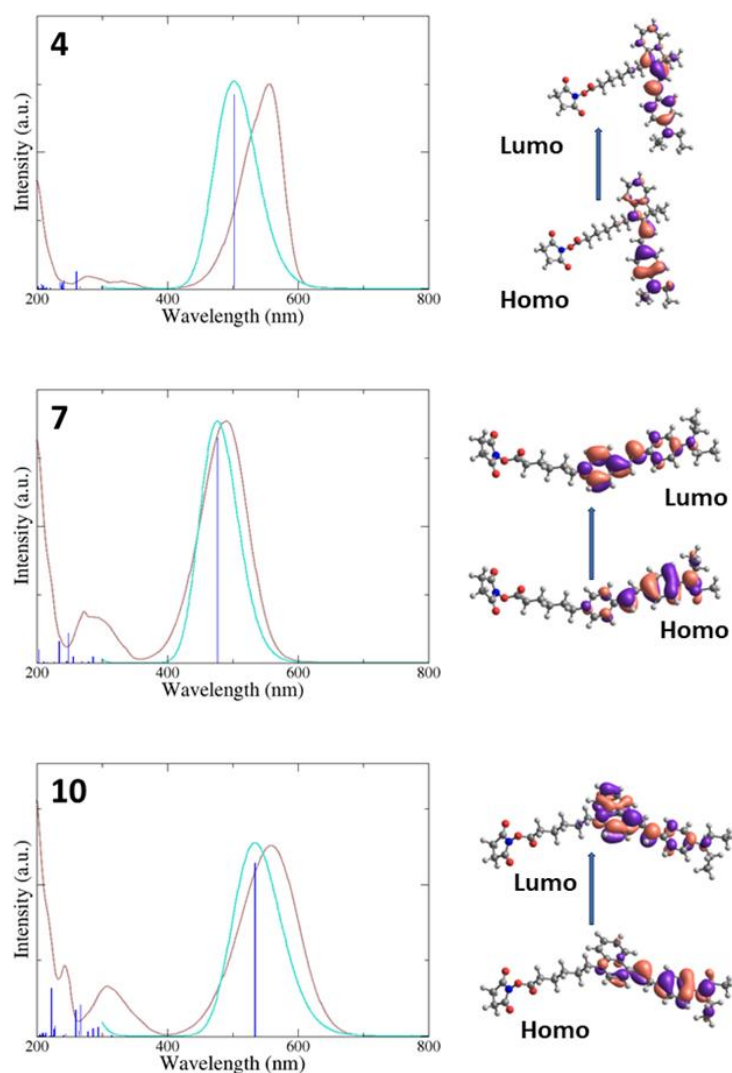 4
Intensity (a.u.)
200 400 600 800
Wavelength (nm)
Lumo
Homo
7
Intensity (a.u.)
200 400 600 800
Wavelength (nm)
Lumo
Homo
10
Intensity (a.u.)
200 400 600 800
Wavelength (nm)
Lumo
Homo